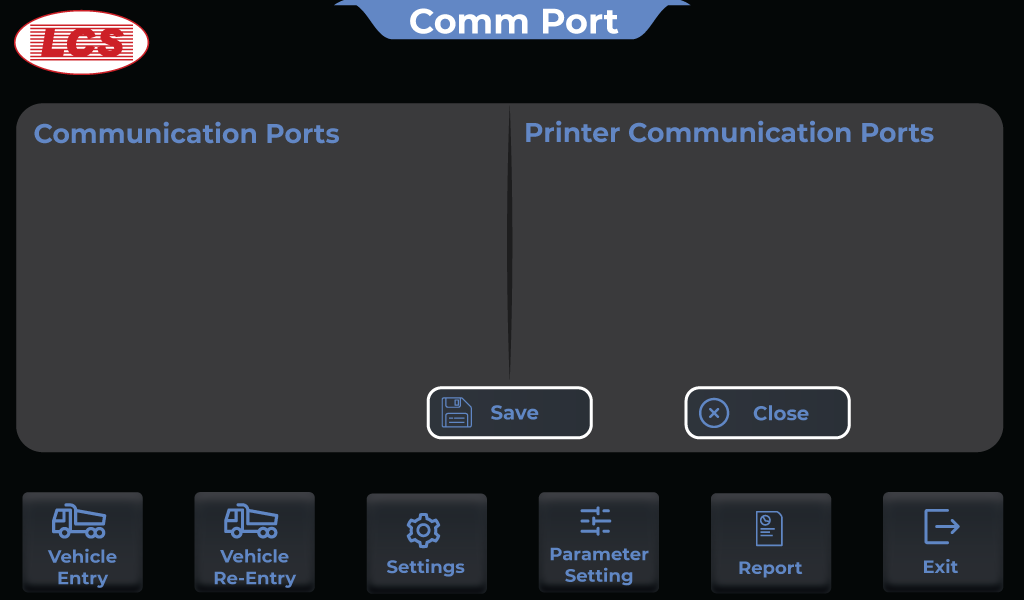 Comm Port
LCS
Communication Ports
Printer Communication Ports
Save
Close
Vehicle
Entry
Vehicle
Re-Entry
Settings
Parameter
Setting
Report
Exit